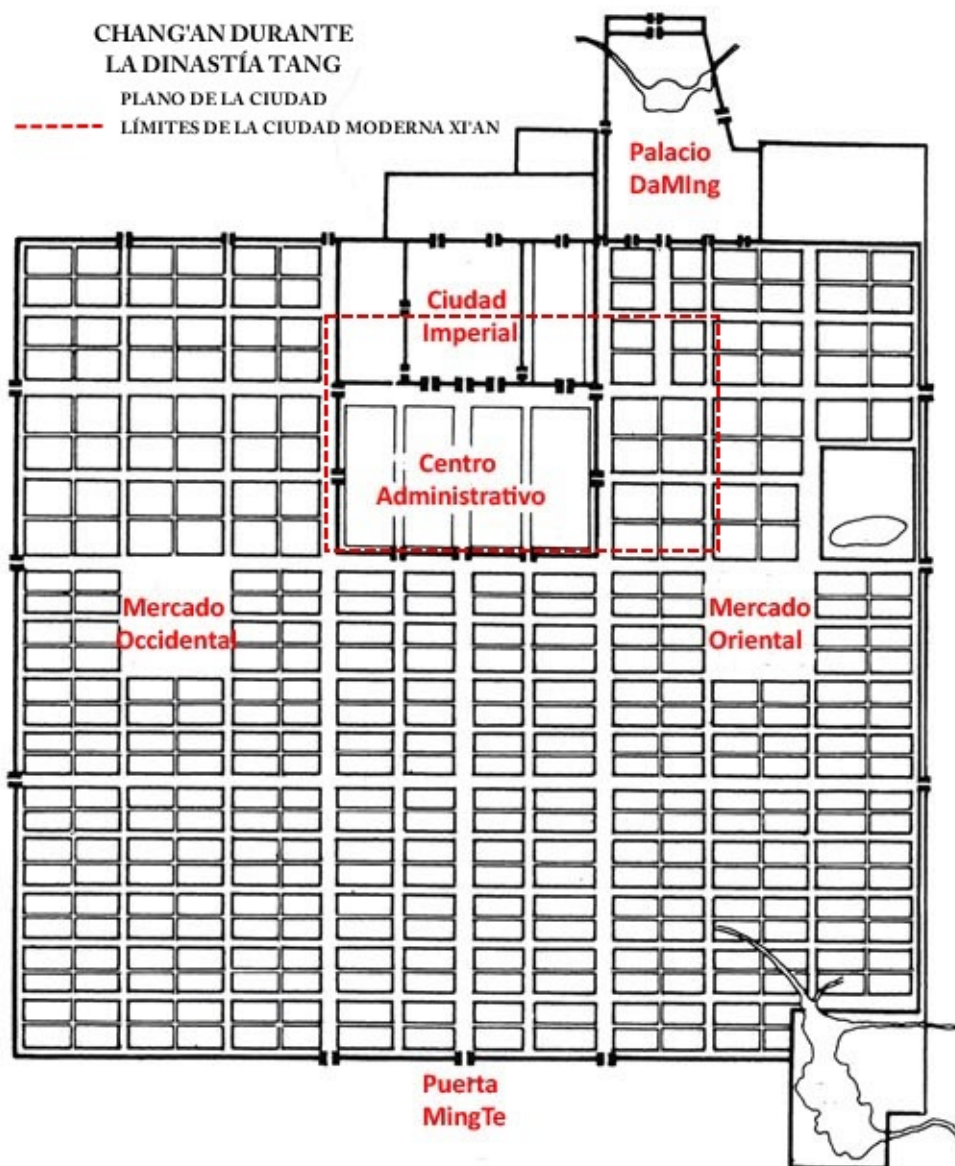 CHANG'AN DURANTE
LA DINASTÍA TANG
PLANO DE LA CIUDAD
LÍMITES DE LA CIUDAD MODERNA XI'AN
Palacio
DaMIng
Ciudad
Imperial
Centro
Administrativo
Mercado
Occidental
Mercado
Oriental
Puerta
MingTe